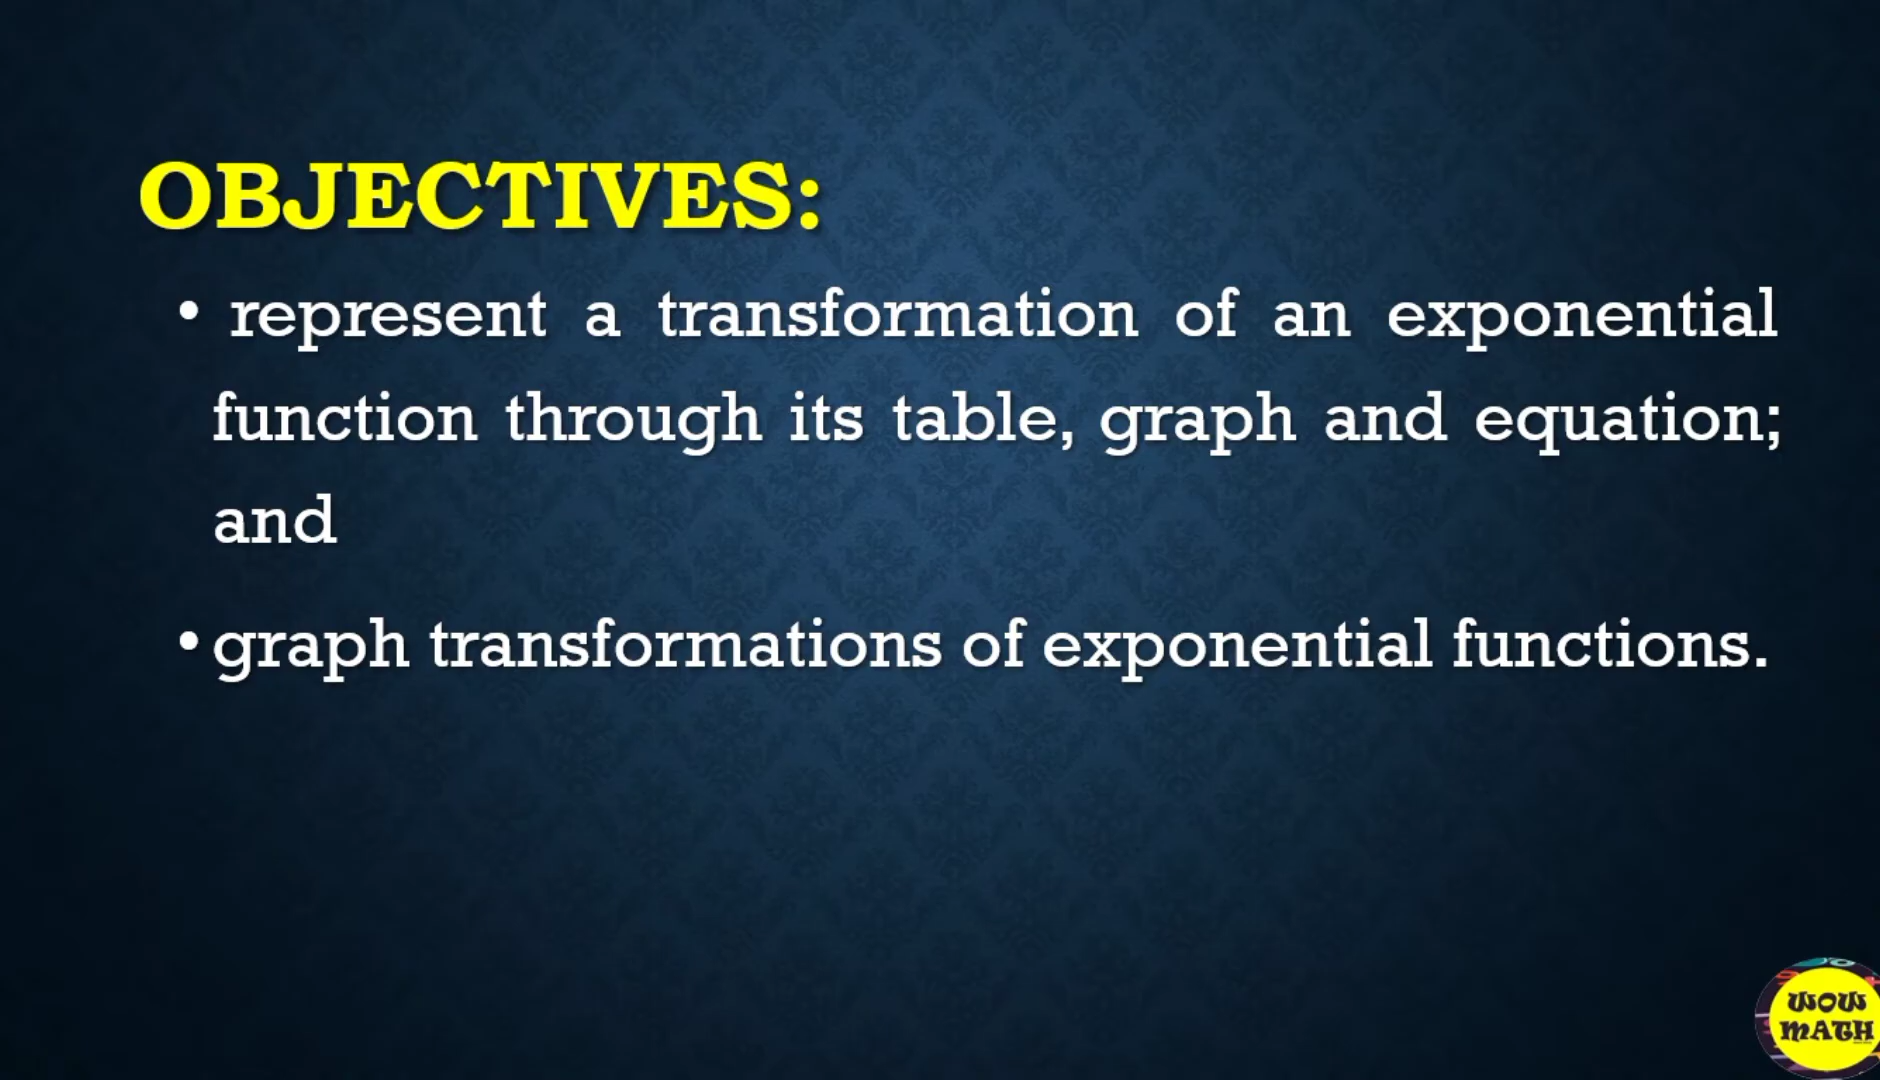 OBJECTIVES:
• represent a transformation of an exponential
function through its table, graph and equation;
and
• graph transformations of exponential functions.
WOW
MATH